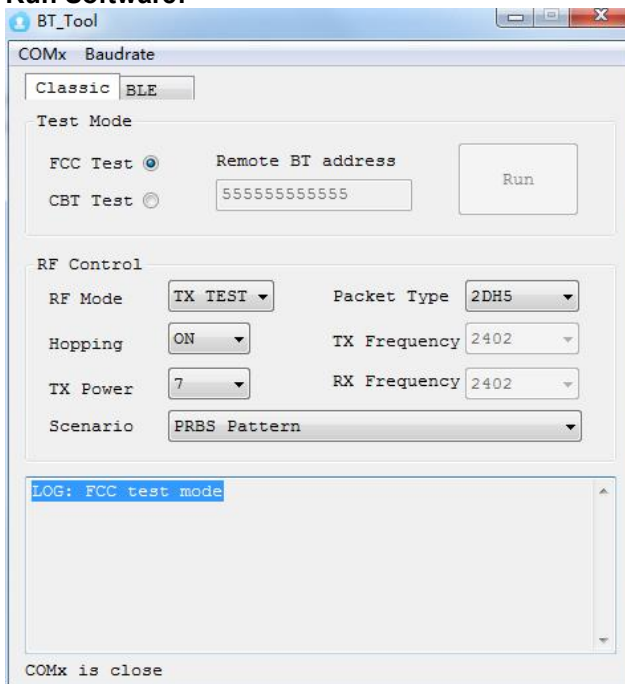 Run Software:
BT_Tool
COMx Baudrate
Classic BLE
Test Mode
FCC Test Remote BT address
CBT Test 555555555555 Run
RF Control
RF Mode TX TEST Packet Type 2DH5
Hopping ON TX Frequency 2402
TX Power 7 RX Frequency 2402
Scenario PRBS Pattern
LOG: FCC test mode
COMx is close